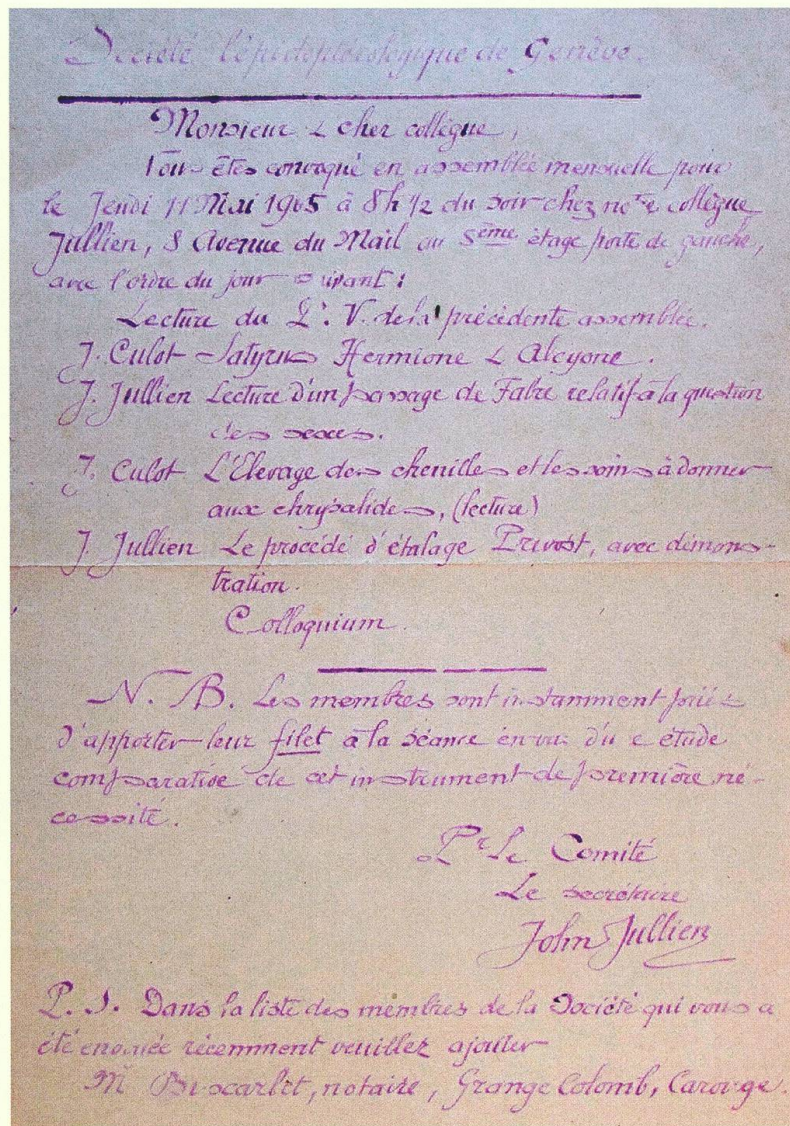 Société lépidoptérologique de Genève.
Monsieur & cher collègue,
Vous êtes convoqué en assemblée mensuelle pour
le Jeudi 11 Mai 1905 à 8h 1/2 du soir chez notre collègue
Jullien, 8 Avenue du Mail au 5ème étage porte de gauche,
avec l'ordre du jour suivant :
Lecture du P. V. de la précédente assemblée.
J. Culot Satyrus Hermione & Alcyone.
J. Jullien Lecture d'un passage de Fabre relatif à la question
des sexes.
J. Culot L'Elevage des chenilles et les soins à donner
aux chrysalides, (lecture)
J. Jullien Le procédé d'étalage Prévost, avec démons-
tration.
Colloquium.
N. B. Les membres sont instamment priés
d'apporter leur filet à la séance en vue d'une étude
comparative de cet instrument de première né-
cessité.
Pr Le Comité
Le secrétaire
John Jullien
P. S. Dans la liste des membres de la Société qui vous a
été envoyée récemment veuillez ajouter
Mr notaire, Grange Colomb, Carouge.